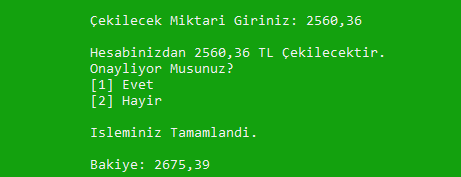 Çekilecek Miktari Giriniz: 2560,36
Hesabinizdan 2560,36 TL Çekilecektir.
Onayliyor Musunuz?
[1] Evet
[2] Hayir
Isleminiz Tamamlandi.
Bakiye: 2675,39